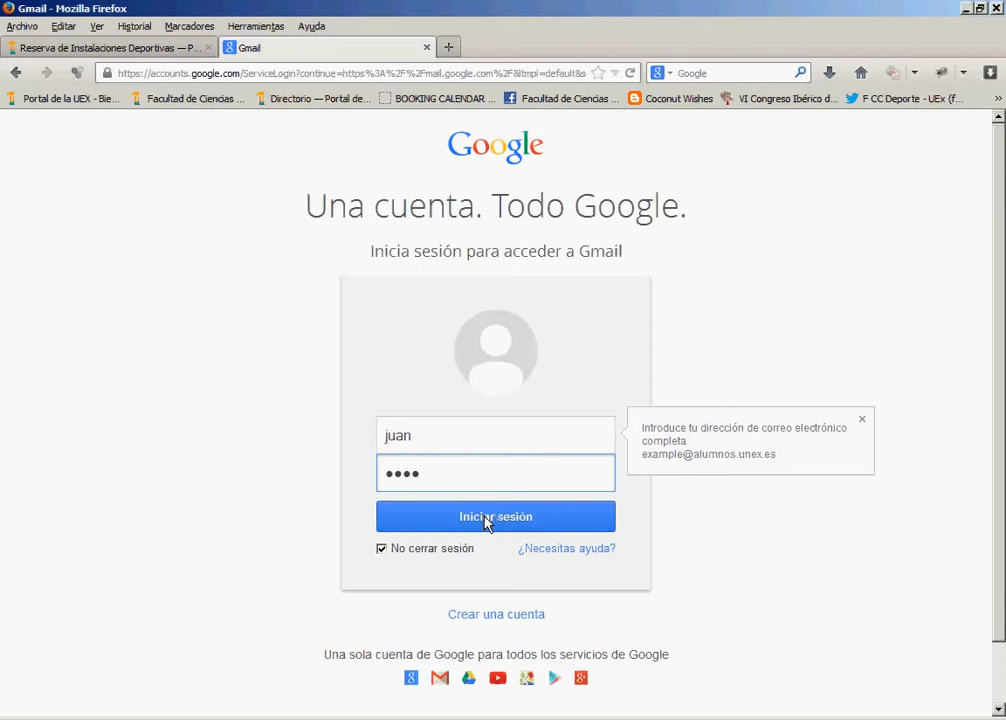 Gmail - Mozilla Firefox
Archivo Editar Ver Historial Marcadores Herramientas Ayuda
Reserva de Instalaciones Deportivas — P... Gmail
https://accounts.google.com/ServiceLogin?continue=https%3A%2F%2Fmail.google.com%2F&ltmpl=default&s Google
Portal de la UEX - Bie... Facultad de Ciencias ... Directorio — Portal de... BOOKING CALENDAR ... Facultad de Ciencias ... Coconut Wishes VI Congreso Ibérico d... F CC Deporte - UEx (f... »
Google
Una cuenta. Todo Google.
Inicia sesión para acceder a Gmail
juan
Introduce tu dirección de correo electrónico
completa
example@alumnos.unex.es
••••
Iniciar sesión
No cerrar sesión ¿Necesitas ayuda?
Crear una cuenta
Una sola cuenta de Google para todos los servicios de Google